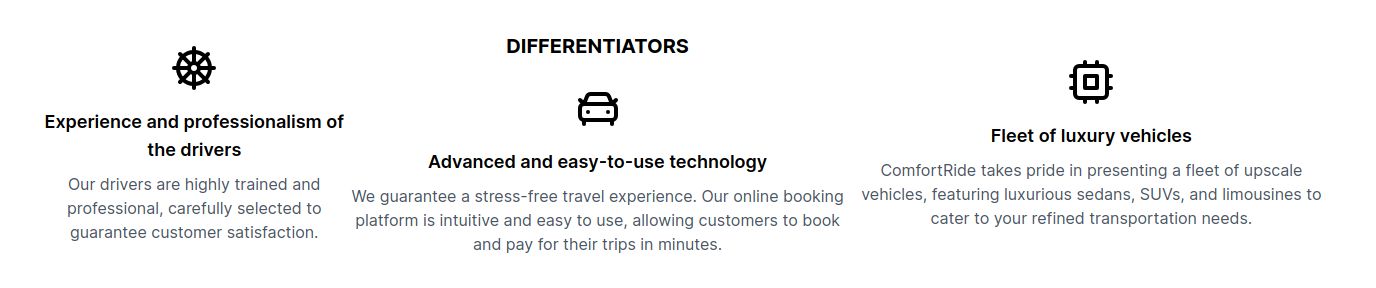 DIFFERENTIATORS
Experience and professionalism of
the drivers
Our drivers are highly trained and
professional, carefully selected to
guarantee customer satisfaction.
Advanced and easy-to-use technology
We guarantee a stress-free travel experience. Our online booking
platform is intuitive and easy to use, allowing customers to book
and pay for their trips in minutes.
Fleet of luxury vehicles
ComfortRide takes pride in presenting a fleet of upscale
vehicles, featuring luxurious sedans, SUVs, and limousines to
cater to your refined transportation needs.